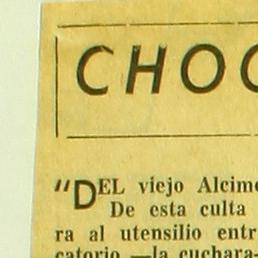 CHOC
"DEL viejo Alcim
De esta culta
ra al utensilio entr
catorio —la cuchara-